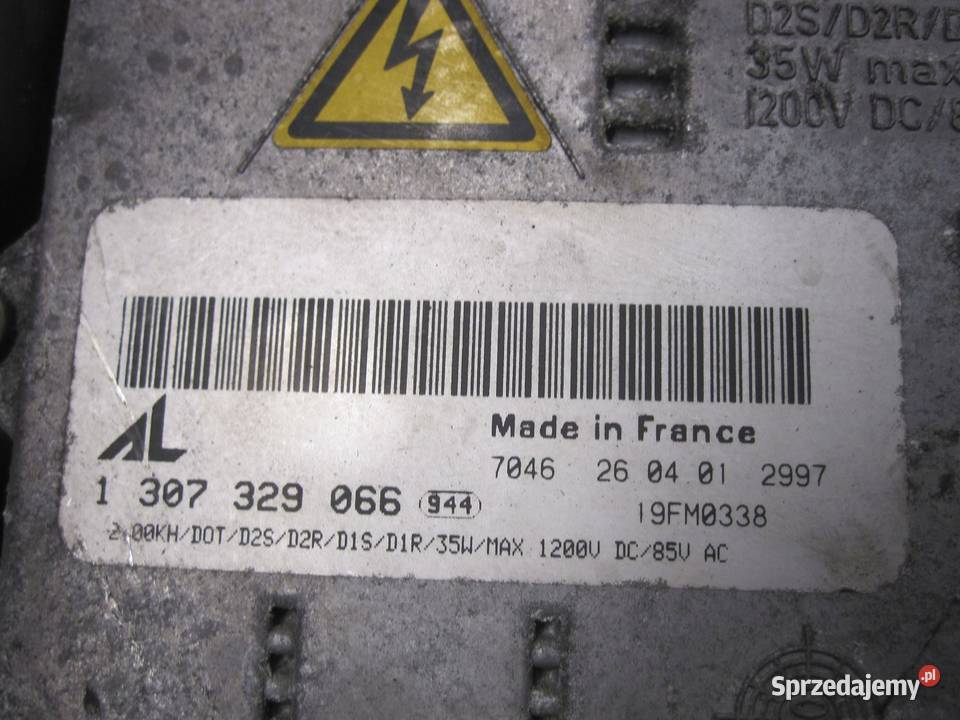 D2S/D2R/D
35W max
1200V DC/8
AL
Made in France
7046 26 04 01 2997
1 307 329 066 944
19FM0338
2.00KH/DOT/D2S/D2R/D1S/D1R/35W/MAX 1200V DC/85V AC
Sprzedajemy.pl